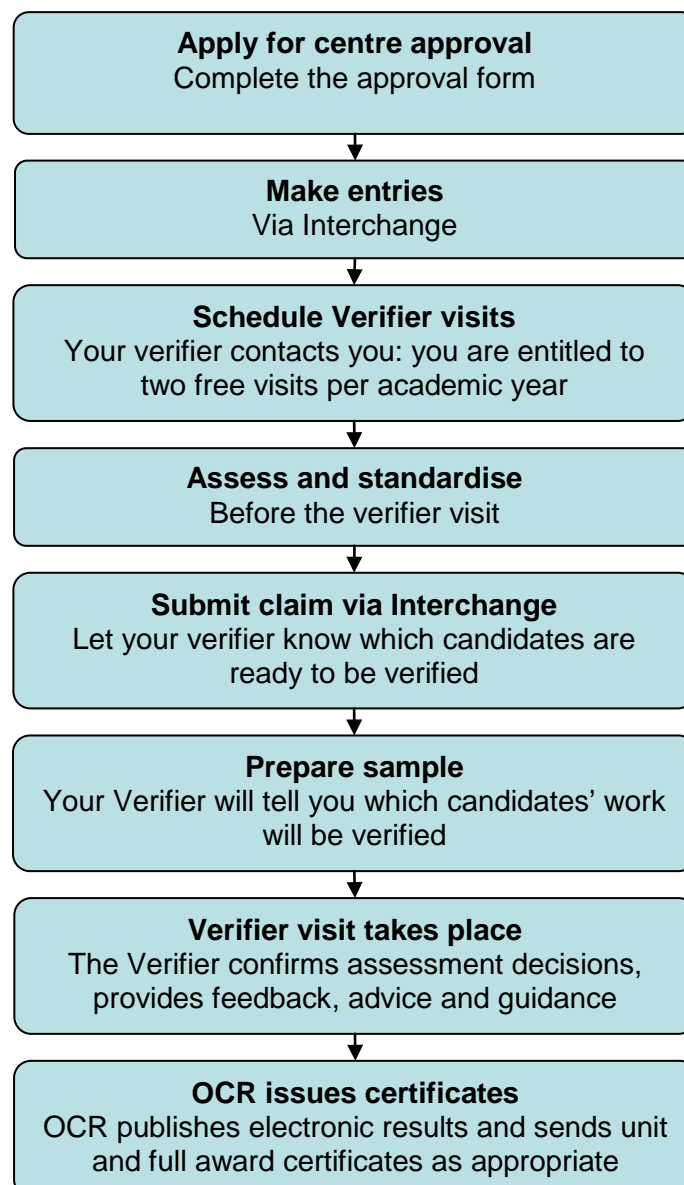 Apply for centre approval
Complete the approval form
Make entries
Via Interchange
Schedule Verifier visits
Your verifier contacts you: you are entitled to
two free visits per academic year
Assess and standardise
Before the verifier visit
Submit claim via Interchange
Let your verifier know which candidates are
ready to be verified
Prepare sample
Your Verifier will tell you which candidates’ work
will be verified
Verifier visit takes place
The Verifier confirms assessment decisions,
provides feedback, advice and guidance
OCR issues certificates
OCR publishes electronic results and sends unit
and full award certificates as appropriate